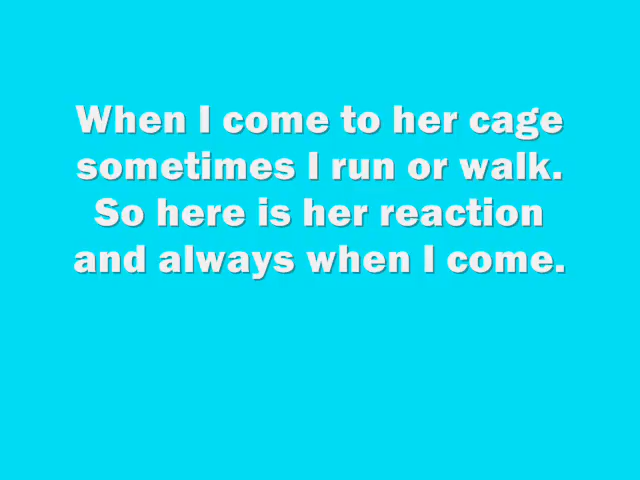 When I come to her cage
sometimes I run or walk.
So here is her reaction
and always when I come.